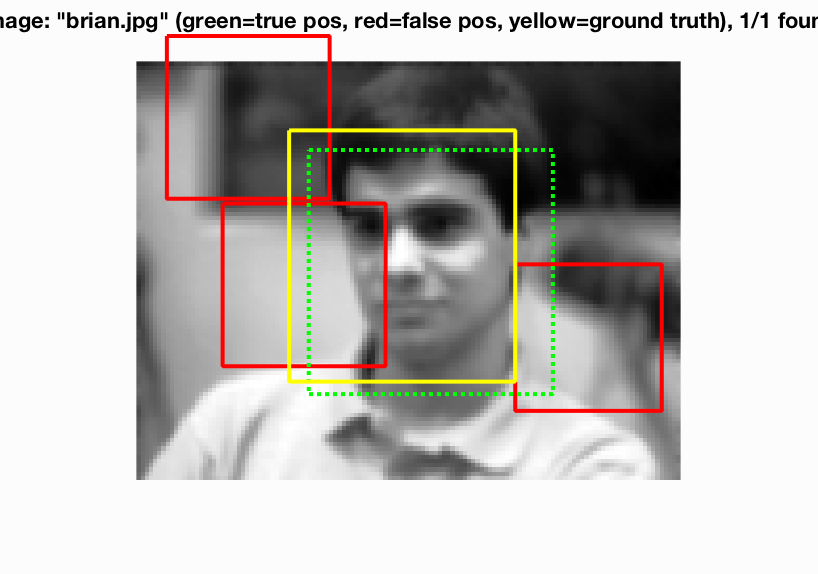 mage: "brian.jpg" (green=true pos, red=false pos, yellow=ground truth), 1/1 foun